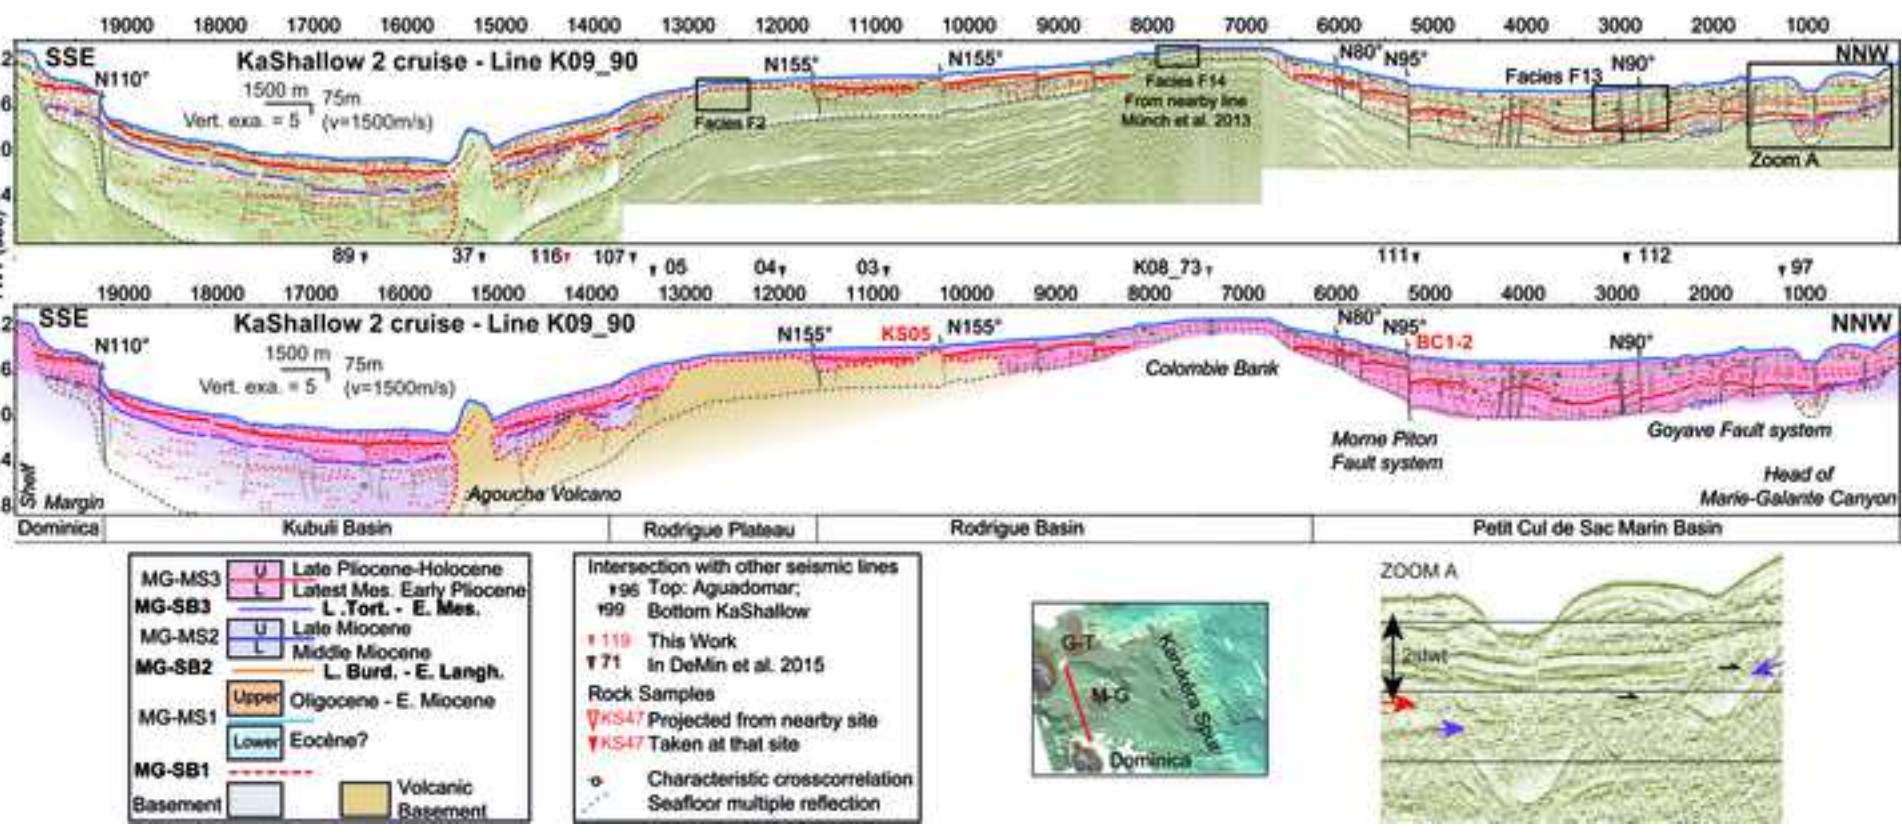 19000 18000 17000 16000 15000 14000 13000 12000 11000 10000 9000 8000 7000 6000 5000 4000 3000 2000 1000
SSE KaShallow 2 cruise - Line K09_90 NNW
N110° N155° N155° N80° N95° N90°
1500 m
75m
Vert. exa. = 5 (v=1500m/s)
Facies F2
Facies F14
From nearby line
Münch et al. 2013
Facies F13
Zoom A
89 37 116 107 05 04 03 K08_73 111 112 97
19000 18000 17000 16000 15000 14000 13000 12000 11000 10000 9000 8000 7000 6000 5000 4000 3000 2000 1000
SSE KaShallow 2 cruise - Line K09_90 NNW
N110° N155° KS05 N155° N80° N95° BC1-2 N90°
1500 m
75m
Vert. exa. = 5 (v=1500m/s)
Colombie Bank
Morne Piton
Fault system
Goyave Fault system
Head of
Marie-Galante Canyon
Shelf
Margin
Agoucha Volcano
Dominica Kubuli Basin Rodrigue Plateau Rodrigue Basin Petit Cul de Sac Marin Basin
MG-MS3 U Late Pliocene-Holocene
L Latest Mes. Early Pliocene
MG-SB3 L .Tort. - E. Mes.
MG-MS2 U Late Miocene
L Middle Miocene
MG-SB2 L. Burd. - E. Langh.
Upper Oligocene - E. Miocene
MG-MS1
Lower Eocène?
MG-SB1
Basement Volcanic
Basement
Intersection with other seismic lines
96 Top: Aguadomar;
99 Bottom KaShallow
119 This Work
71 In DeMin et al. 2015
Rock Samples
KS47 Projected from nearby site
KS47 Taken at that site
Characteristic crosscorrelation
Seafloor multiple reflection
G-T
M-G
Karukéra Spur
Dominica
ZOOM A